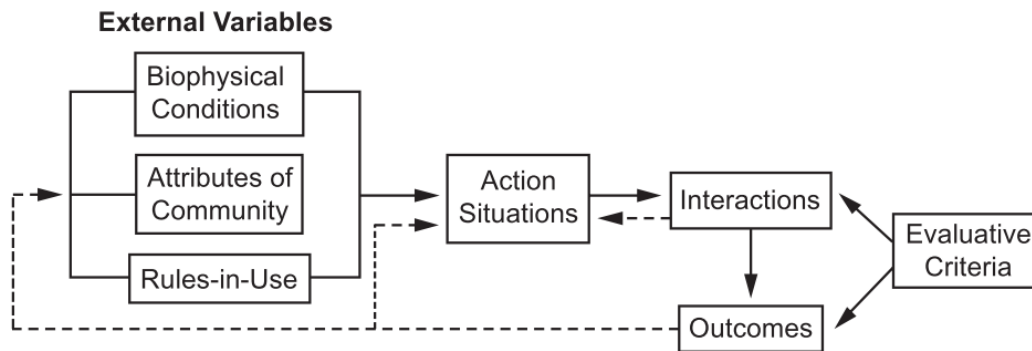 External Variables
Biophysical
Conditions
Attributes of
Community
Rules-in-Use
Action
Situations
Interactions
Outcomes
Evaluative
Criteria